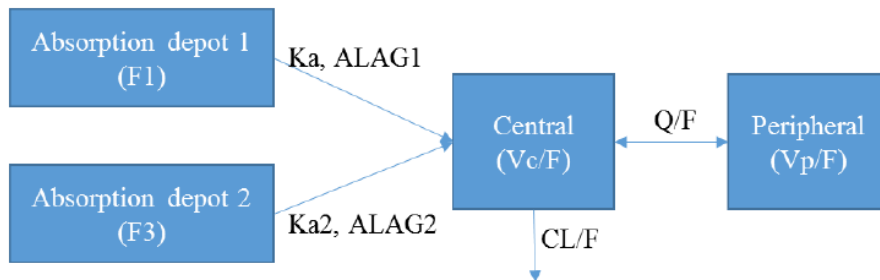 Absorption depot 1
(F1)
Ka, ALAG1
Central
(Vc/F)
Q/F
Peripheral
(Vp/F)
Absorption depot 2
(F3)
Ka2, ALAG2
CL/F